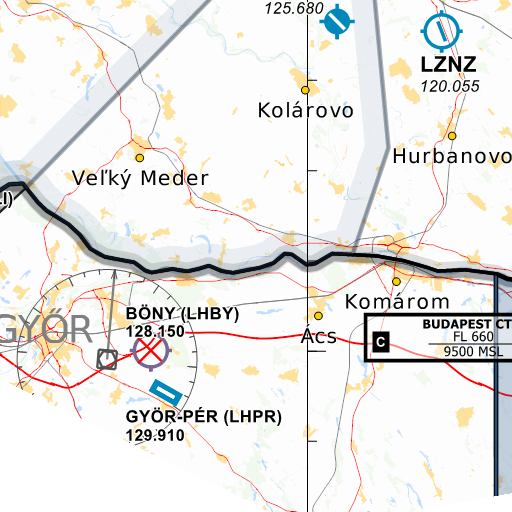 125.680
LZNZ
120.055
Kolárovo
Hurbanovo
Veľký Meder
I)
Komárom
BÖNY (LHBY)
128.150
GYŐR
Ács
BUDAPEST CT
FL 660
9500 MSL
C
GYÖR-PÉR (LHPR)
129.910